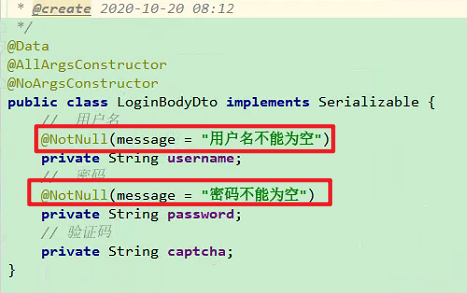 * @create 2020-10-20 08:12
*/
@Data
@AllArgsConstructor
@NoArgsConstructor
public class LoginBodyDto implements Serializable {
// 用户名
@NotNull(message = "用户名不能为空")
private String username;
// 密码
@NotNull(message = "密码不能为空")
private String password;
// 验证码
private String captcha;
}